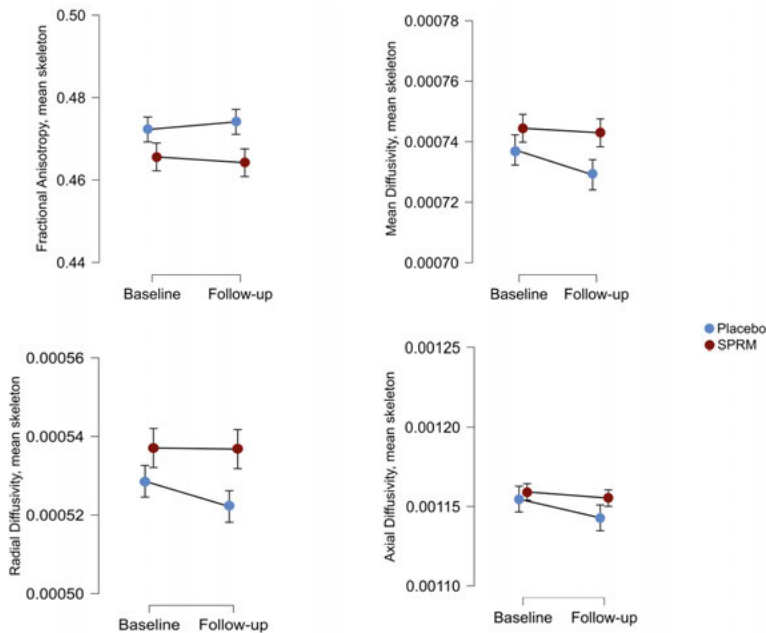 Fractional Anisotropy, mean skeleton
0.50
0.48
0.46
0.44
Baseline Follow-up
Mean Diffusivity, mean skeleton
0.00078
0.00076
0.00074
0.00072
0.00070
Baseline Follow-up
Placebo
SPRM
Radial Diffusivity, mean skeleton
0.00056
0.00054
0.00052
0.00050
Baseline Follow-up
Axial Diffusivity, mean skeleton
0.00125
0.00120
0.00115
0.00110
Baseline Follow-up